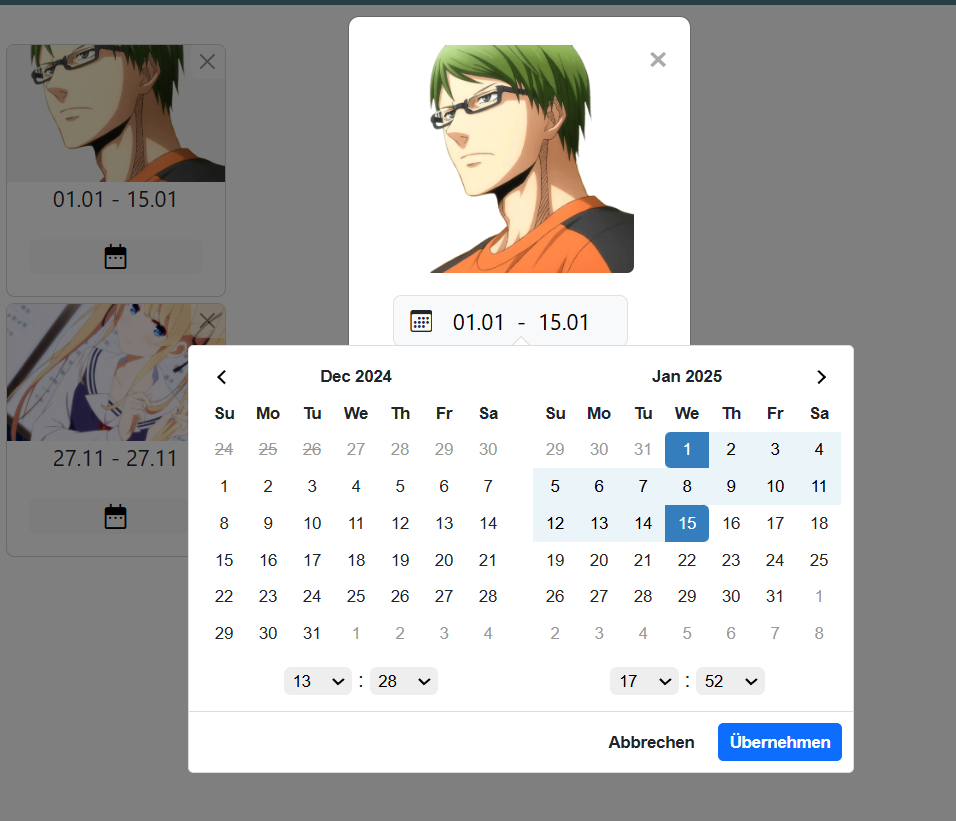 01.01 - 15.01
27.11 - 27.11
01.01 - 15.01
Dec 2024
Su Mo Tu We Th Fr Sa
24 25 26 27 28 29 30
1 2 3 4 5 6 7
8 9 10 11 12 13 14
15 16 17 18 19 20 21
22 23 24 25 26 27 28
29 30 31 1 2 3 4
13 : 28
Jan 2025
Su Mo Tu We Th Fr Sa
29 30 31 1 2 3 4
5 6 7 8 9 10 11
12 13 14 15 16 17 18
19 20 21 22 23 24 25
26 27 28 29 30 31 1
2 3 4 5 6 7 8
17 : 52
Abbrechen Übernehmen